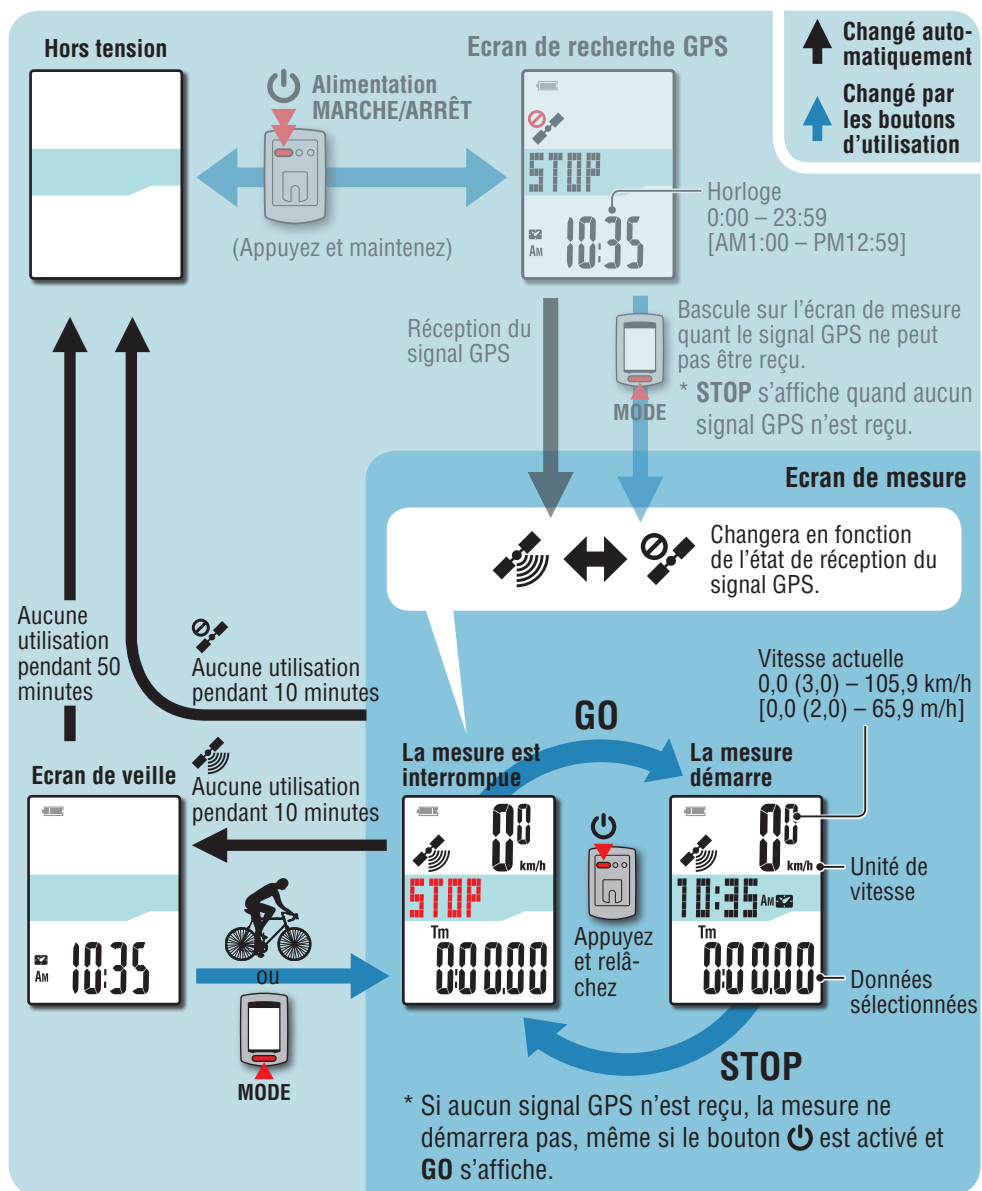 Hors tension
Ecran de recherche GPS
Changé auto-
matiquement
Changé par
les boutons
d'utilisation
Alimentation
MARCHE/ARRÊT
(Appuyez et maintenez)
STOP
AM 10:35
Horloge
0:00 – 23:59
[AM1:00 – PM12:59]
Réception du
signal GPS
MODE
Bascule sur l'écran de mesure
quant le signal GPS ne peut
pas être reçu.
* STOP s'affiche quand aucun
signal GPS n'est reçu.
Ecran de mesure
Changera en fonction
de l'état de réception du
signal GPS.
Aucune
utilisation
pendant 50
minutes
Aucune utilisation
pendant 10 minutes
Aucune utilisation
pendant 10 minutes
Ecran de veille
AM 10:35
ou
MODE
Vitesse actuelle
0,0 (3,0) – 105,9 km/h
[0,0 (2,0) – 65,9 m/h]
GO
La mesure est
interrompue
00 km/h
STOP
Tm
0:00.00
Appuyez
et relâ-
chez
La mesure
démarre
00 km/h
10:35 AM
Tm
0:00.00
Unité de
vitesse
Données
sélectionnées
STOP
* Si aucun signal GPS n'est reçu, la mesure ne
démarrera pas, même si le bouton est activé et
GO s'affiche.